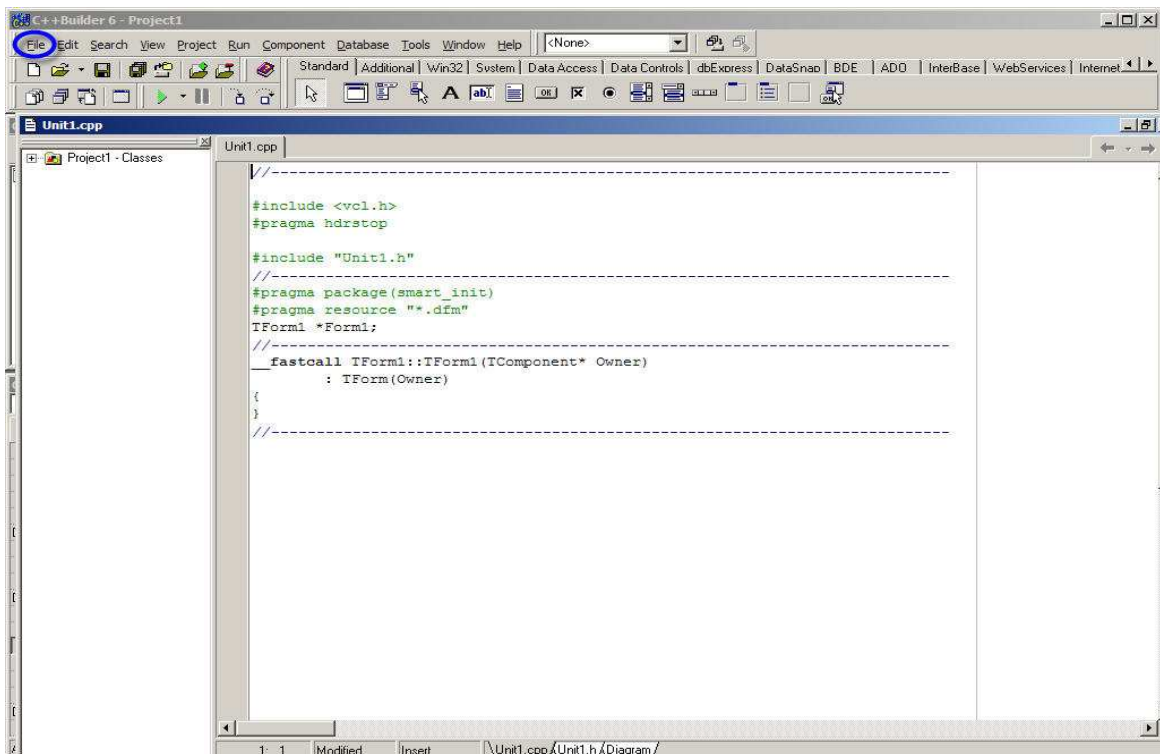 C++Builder 6 - Project1
File Edit Search View Project Run Component Database Tools Window Help <None>
Standard Additional Win32 System Data Access Data Controls dbExpress DataSnap BDE ADO InterBase WebServices Internet
Unit1.cpp
Project1 - Classes
Unit1.cpp
//---------------------------------------------------------------------------
#include <vcl.h>
#pragma hdrstop
#include "Unit1.h"
//---------------------------------------------------------------------------
#pragma package(smart_init)
#pragma resource "*.dfm"
TForm1 *Form1;
//---------------------------------------------------------------------------
__fastcall TForm1::TForm1(TComponent* Owner)
: TForm(Owner)
{
}
//---------------------------------------------------------------------------
1: 1 Modified Insert \Unit1.cpp /Unit1.h /Diagram /